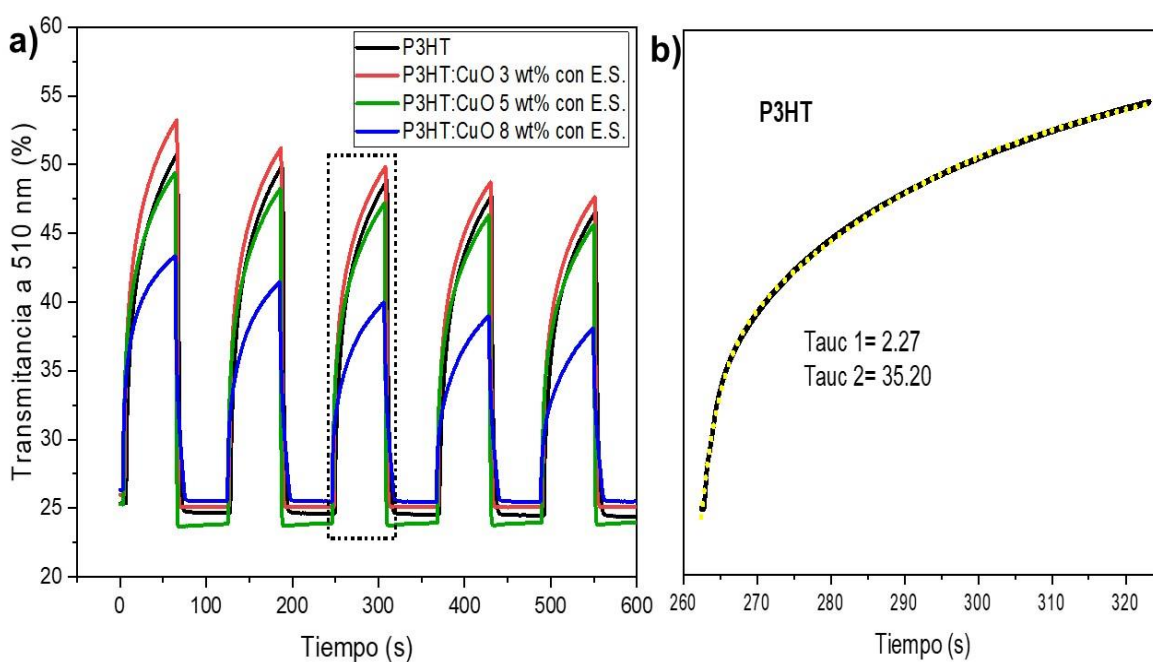 a)
P3HT
P3HT:CuO 3 wt% con E.S.
P3HT:CuO 5 wt% con E.S.
P3HT:CuO 8 wt% con E.S.
Transmitancia a 510 nm (%)
60
55
50
45
40
35
30
25
20
0 100 200 300 400 500 600
Tiempo (s)
b)
P3HT
Tauc 1= 2.27
Tauc 2= 35.20
260 270 280 290 300 310 320
Tiempo (s)